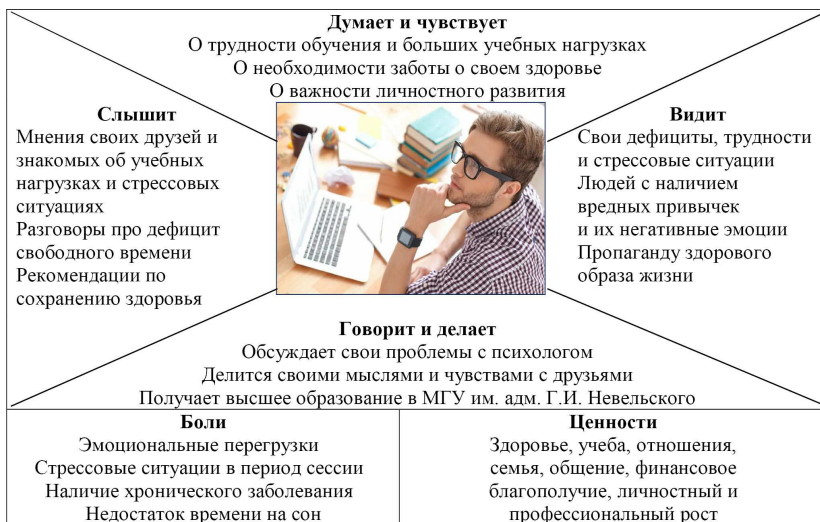 Думает и чувствует
О трудности обучения и больших учебных нагрузках
О необходимости заботы о своем здоровье
О важности личностного развития
Слышит
Мнения своих друзей и
знакомых об учебных
нагрузках и стрессовых
ситуациях
Разговоры про дефицит
свободного времени
Рекомендации по
сохранению здоровья
Видит
Свои дефициты, трудности
и стрессовые ситуации
Людей с наличием
вредных привычек
и их негативные эмоции
Пропаганду здорового
образа жизни
Говорит и делает
Обсуждает свои проблемы с психологом
Делится своими мыслями и чувствами с друзьями
Получает высшее образование в МГУ им. адм. Г.И. Невельского
Боли
Эмоциональные перегрузки
Стрессовые ситуации в период сессии
Наличие хронического заболевания
Недостаток времени на сон
Ценности
Здоровье, учеба, отношения,
семья, общение, финансовое
благополучие, личностный и
профессиональный рост